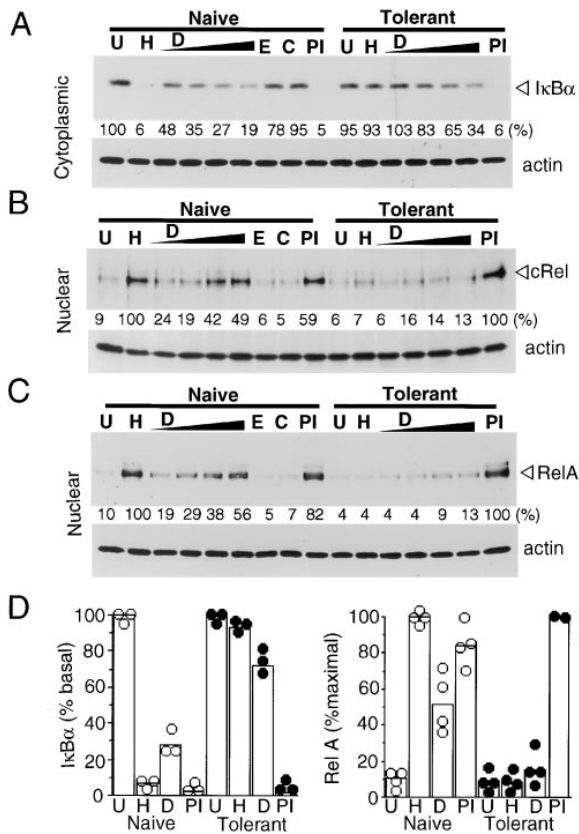 A
Naive Tolerant
U H D E C PI U H D PI
Cytoplasmic
IκBα
100 6 48 35 27 19 78 95 5 95 93 103 83 65 34 6 (%)
actin
B
Naive Tolerant
U H D E C PI U H D PI
Nuclear
cRel
9 100 24 19 42 49 6 5 59 6 7 6 16 14 13 100 (%)
actin
C
Naive Tolerant
U H D E C PI U H D PI
Nuclear
RelA
10 100 19 29 38 56 5 7 82 4 4 4 4 9 13 100 (%)
actin
D
IκBα (% basal)
100
80
60
40
20
0
U H D PI U H D PI
Naive Tolerant
Rel A (%maximal)
100
80
60
40
20
0
U H D PI U H D PI
Naive Tolerant